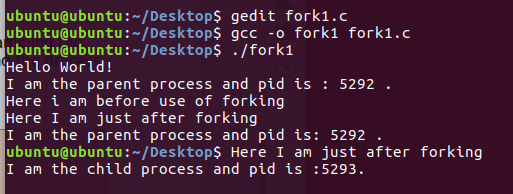 ubuntu@ubuntu:~/Desktop$ gedit fork1.c
ubuntu@ubuntu:~/Desktop$ gcc -o fork1 fork1.c
ubuntu@ubuntu:~/Desktop$ ./fork1
Hello World!
I am the parent process and pid is : 5292 .
Here i am before use of forking
Here I am just after forking
I am the parent process and pid is: 5292 .
ubuntu@ubuntu:~/Desktop$ Here I am just after forking
I am the child process and pid is :5293.